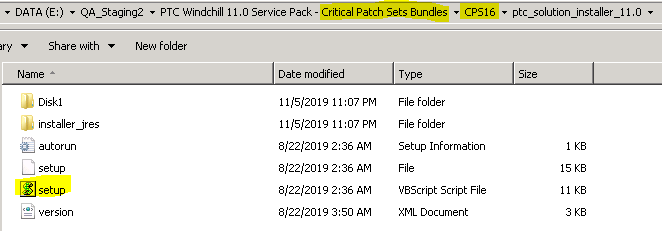 DATA (E:) QA_Staging2 PTC Windchill 11.0 Service Pack - Critical Patch Sets Bundles CPS16 ptc_solution_installer_11.0
ary Share with New folder
Name Date modified Type Size
Disk1 11/5/2019 11:07 PM File folder
installer_jres 11/5/2019 11:07 PM File folder
autorun 8/22/2019 2:36 AM Setup Information 1 KB
setup 8/22/2019 2:36 AM File 15 KB
setup 8/22/2019 2:36 AM VBScript Script File 11 KB
version 8/22/2019 3:50 AM XML Document 3 KB